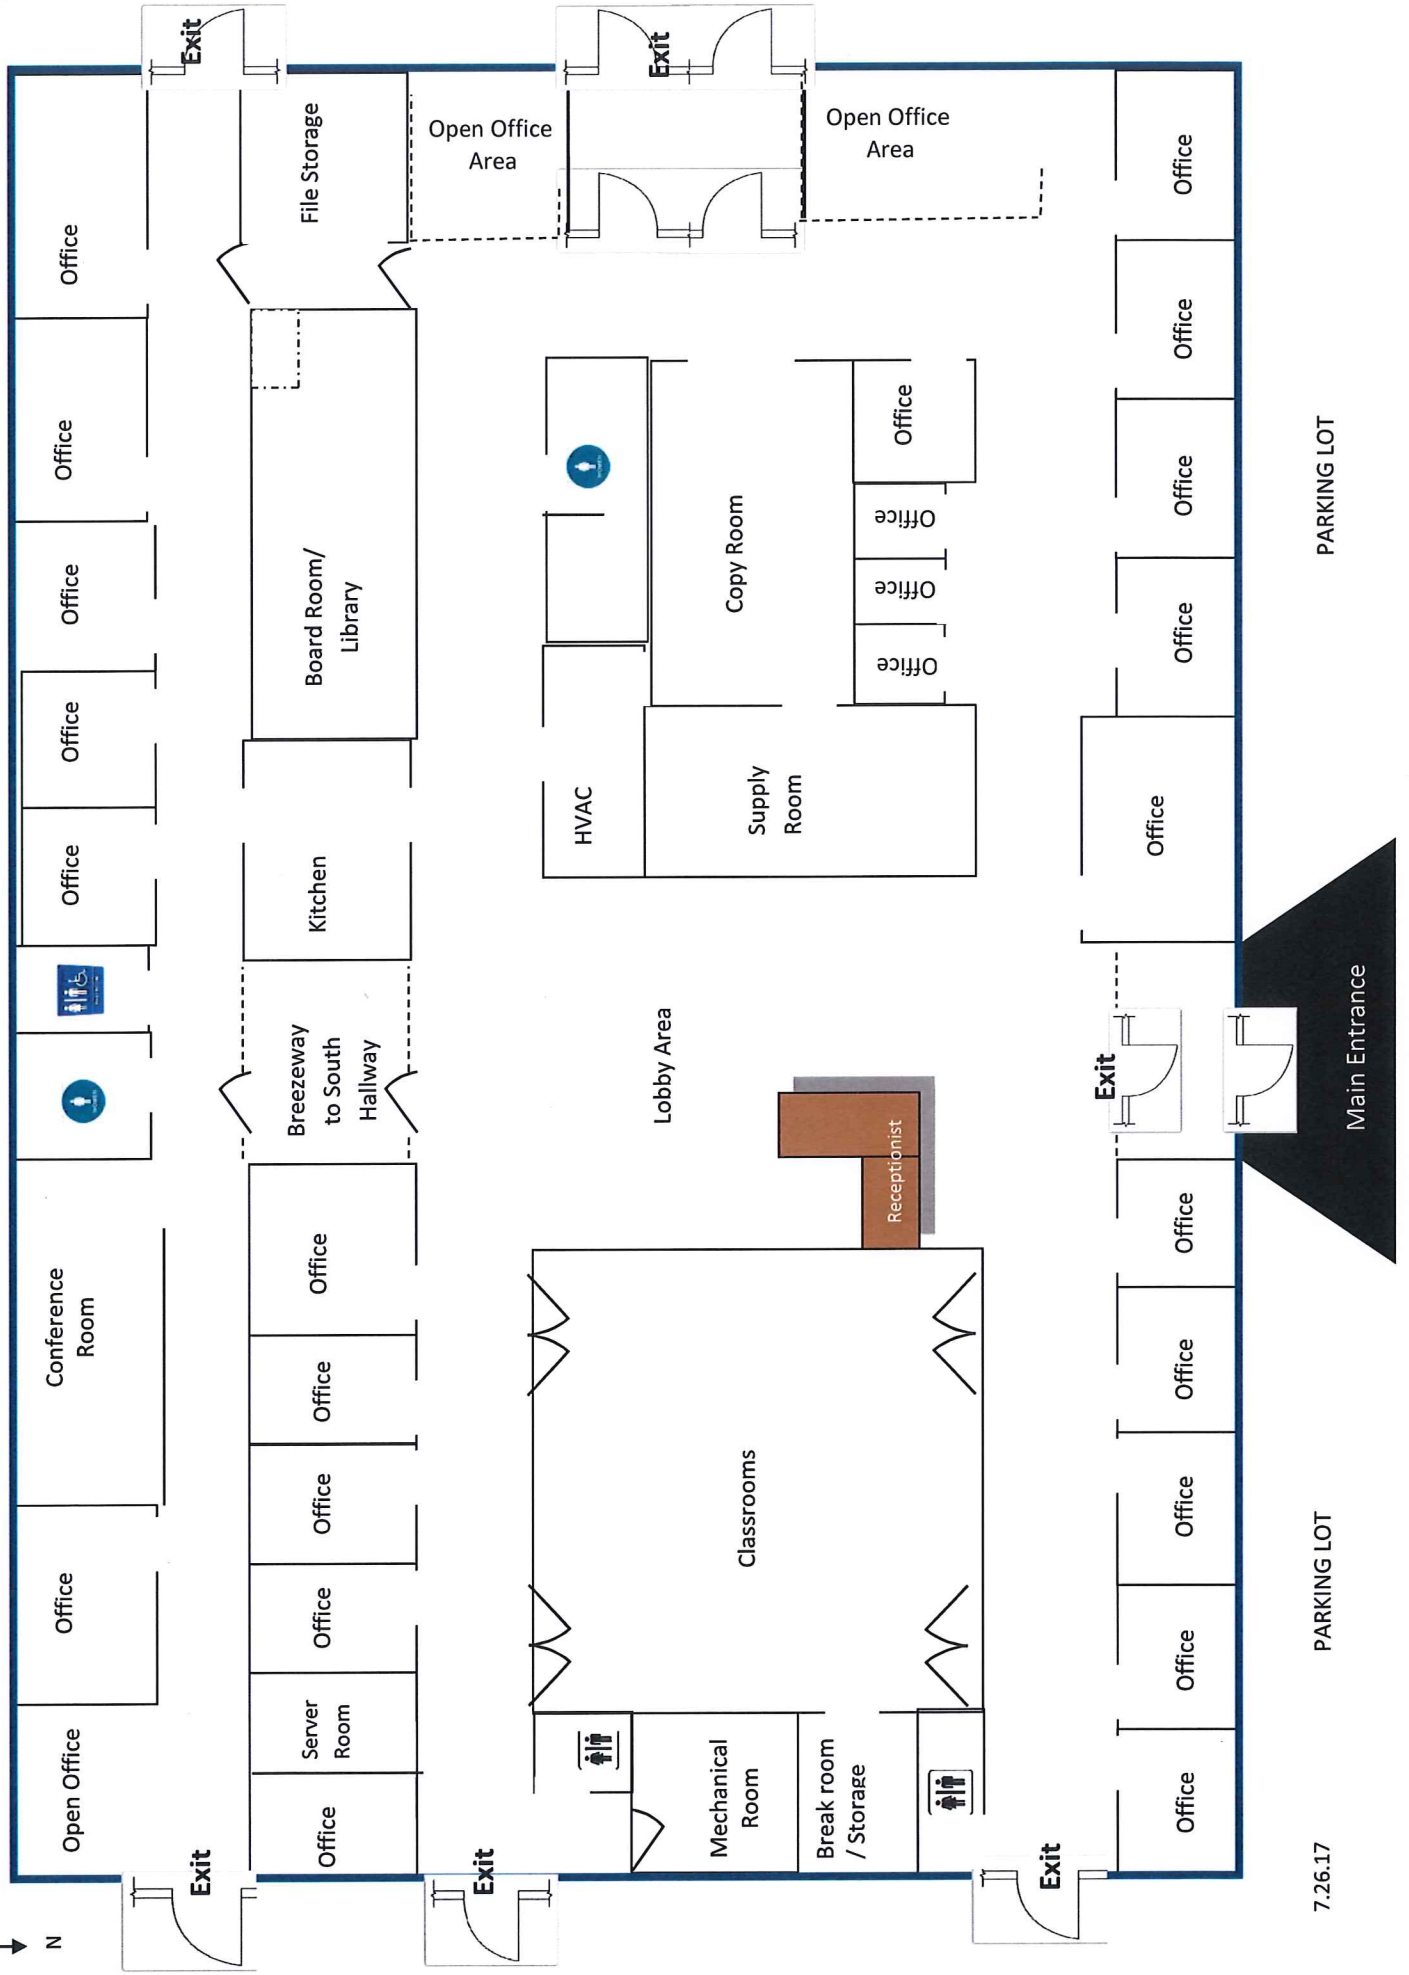 Exit
Exit
File Storage
Open Office
Area
Open Office
Area
Office
Office
Office
Office
Office
Office
Office
Office
Office
Office
Board Room/
Library
Copy Room
Office
Office
Office
Office
Office
Kitchen
HVAC
Supply
Room
Office
Breezeway
to South
Hallway
Lobby Area
Receptionist
Exit
Main Entrance
PARKING LOT
Conference
Room
Office
Office
Office
Office
Office
Classrooms
Office
Office
Office
Office
Office
Open Office
Server
Room
Office
Mechanical
Room
Break room
/ Storage
Exit
Exit
Exit
PARKING LOT
7.26.17
N